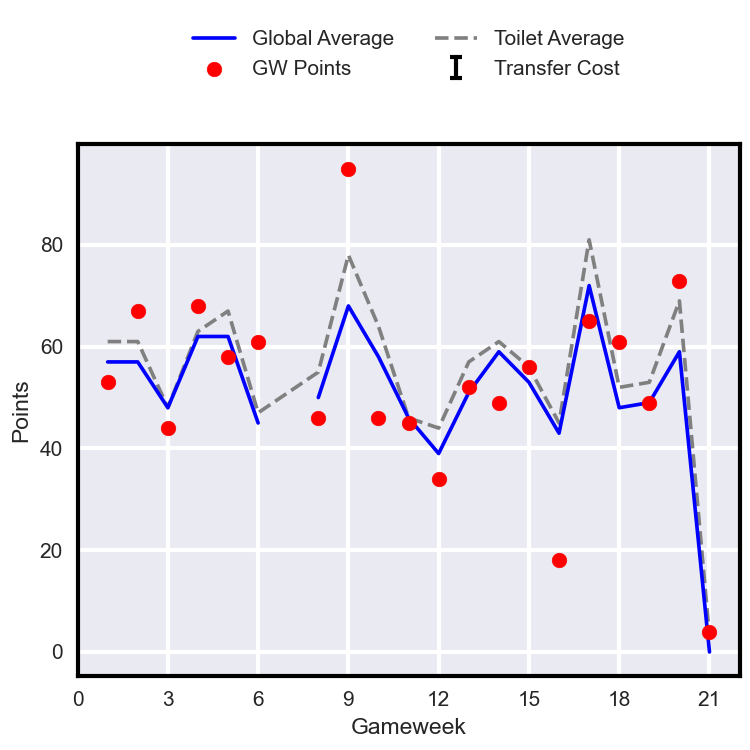 Global Average
Toilet Average
GW Points
Transfer Cost
80
60
40
20
0
Points
0 3 6 9 12 15 18 21
Gameweek